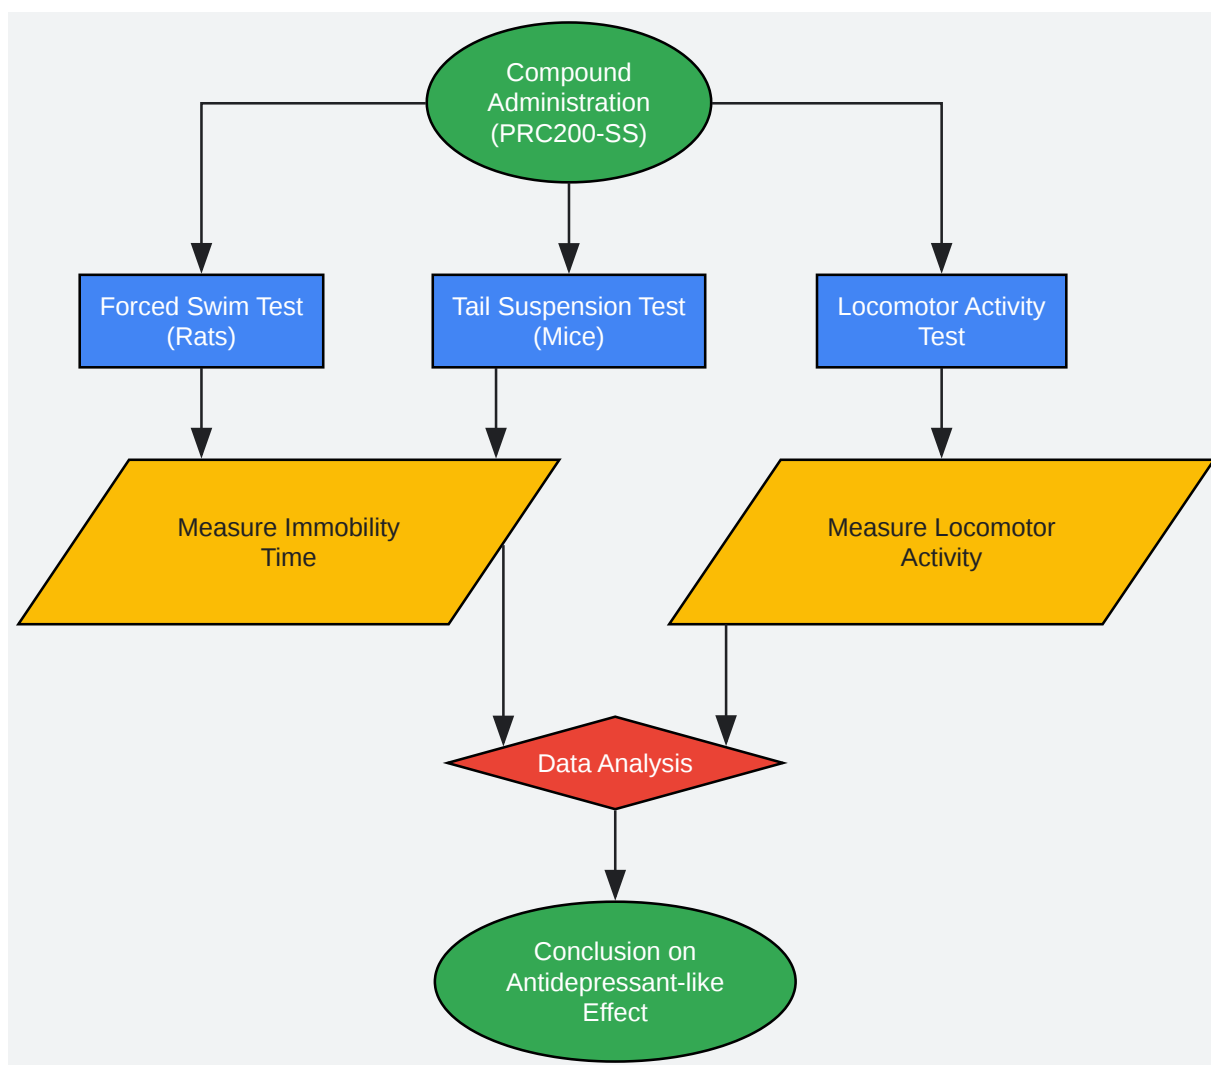 Compound
Administration
(PRC200-SS)
Forced Swim Test
(Rats)
Tail Suspension Test
(Mice)
Locomotor Activity
Test
Measure Immobility
Time
Measure Locomotor
Activity
Data Analysis
Conclusion on
Antidepressant-like
Effect